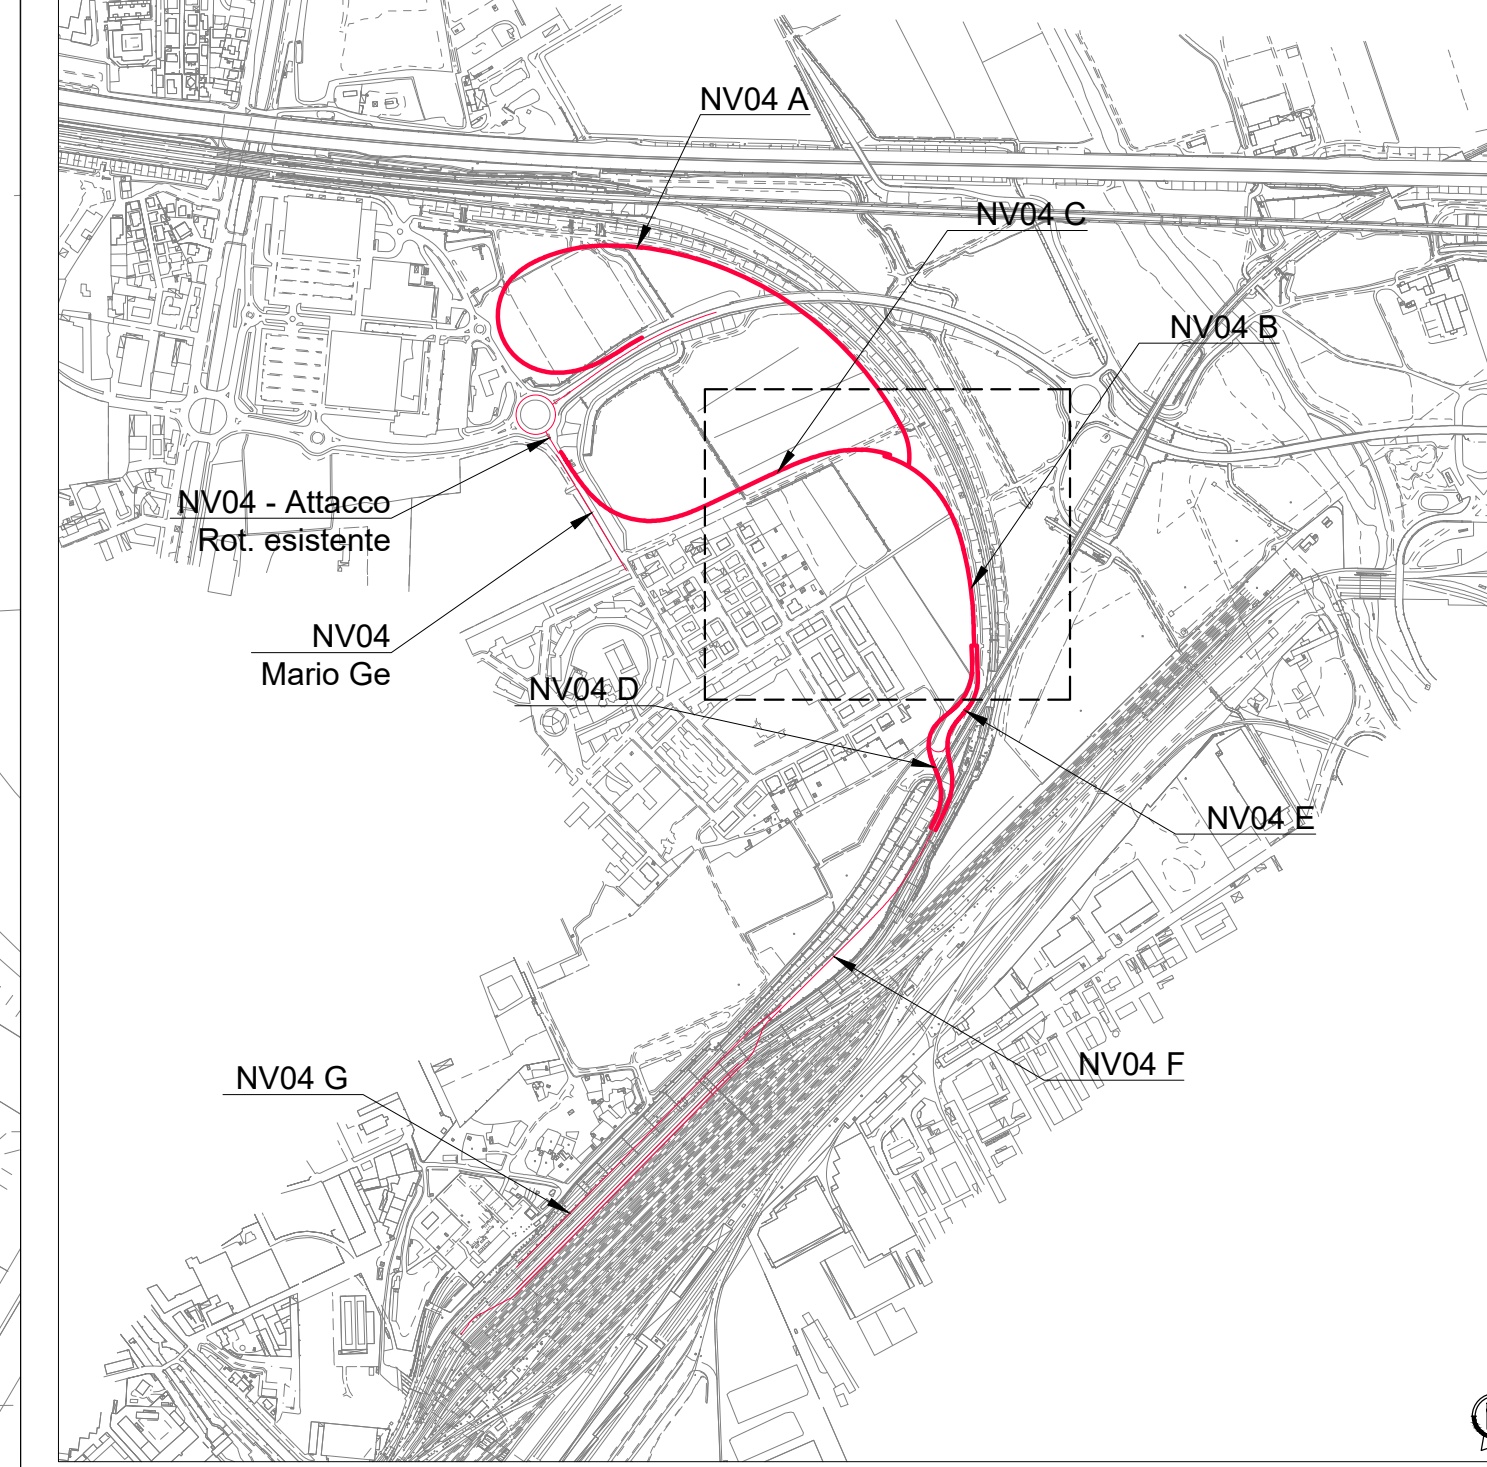 NV04 A
NV04 C
NV04 B
NV04 - Attacco
Rot. esistente
NV04
Mario Ge
NV04 D
NV04 E
NV04 F
NV04 G